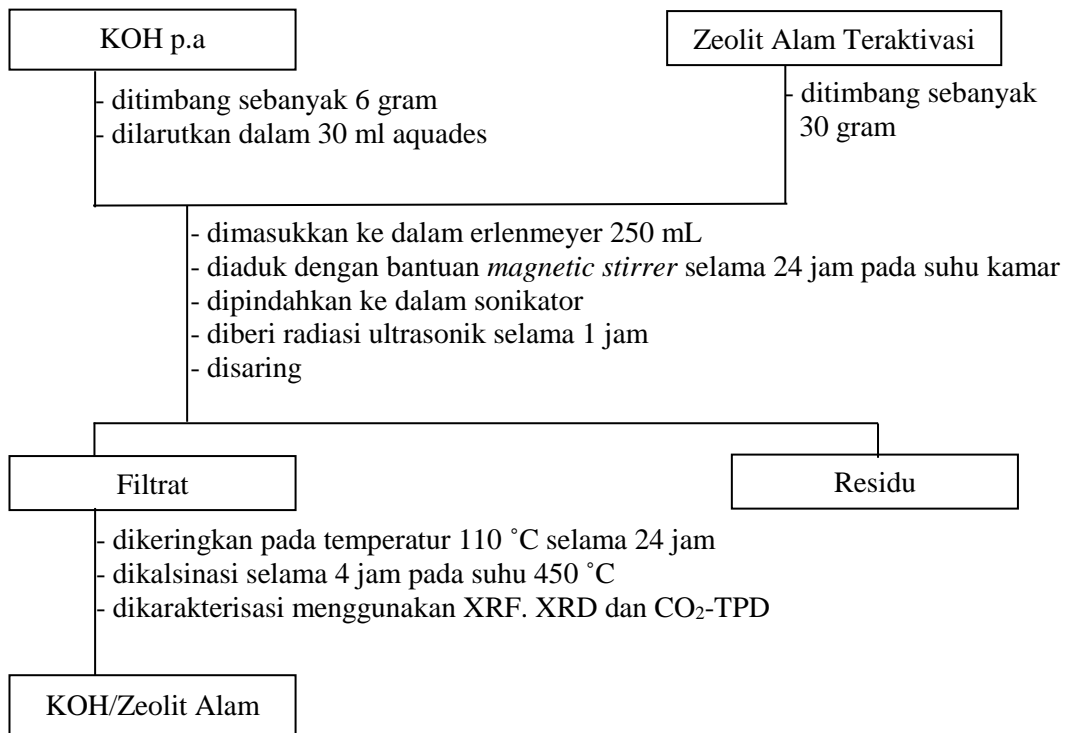 KOH p.a
Zeolit Alam Teraktivasi
- ditimbang sebanyak 6 gram
- dilarutkan dalam 30 ml aquades
- ditimbang sebanyak
30 gram
- dimasukkan ke dalam erlenmeyer 250 mL
- diaduk dengan bantuan magnetic stirrer selama 24 jam pada suhu kamar
- dipindahkan ke dalam sonikator
- diberi radiasi ultrasonik selama 1 jam
- disaring
Filtrat
Residu
- dikeringkan pada temperatur 110 ˚C selama 24 jam
- dikalsinasi selama 4 jam pada suhu 450 ˚C
- dikarakterisasi menggunakan XRF. XRD dan CO₂-TPD
KOH/Zeolit Alam